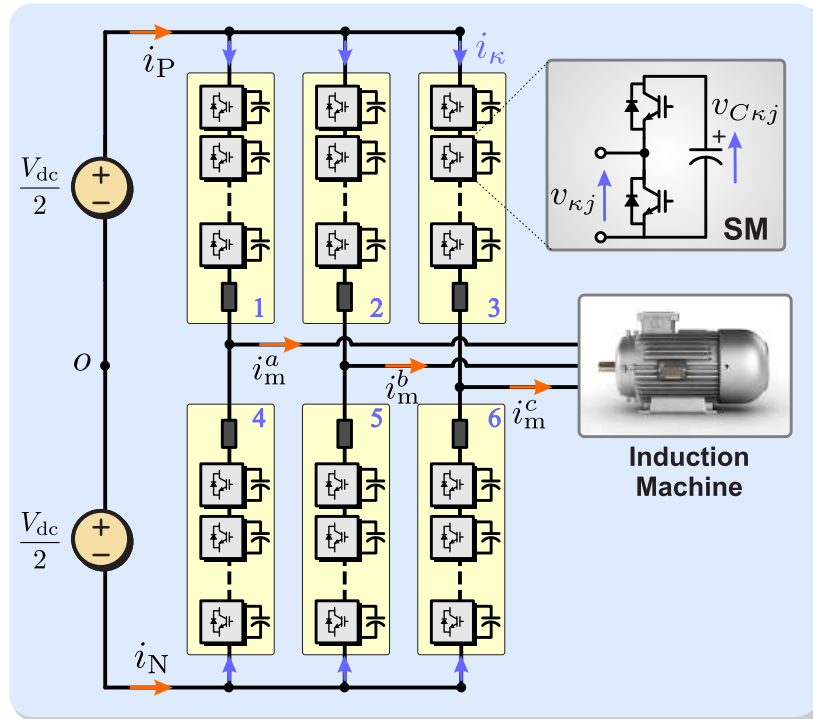 i_P
i_κ
V_dc/2
+
−
v_Cκj
+
v_κj
SM
1
2
3
o
i_m^a
i_m^b
i_m^c
4
5
6
Induction
Machine
V_dc/2
+
−
i_N